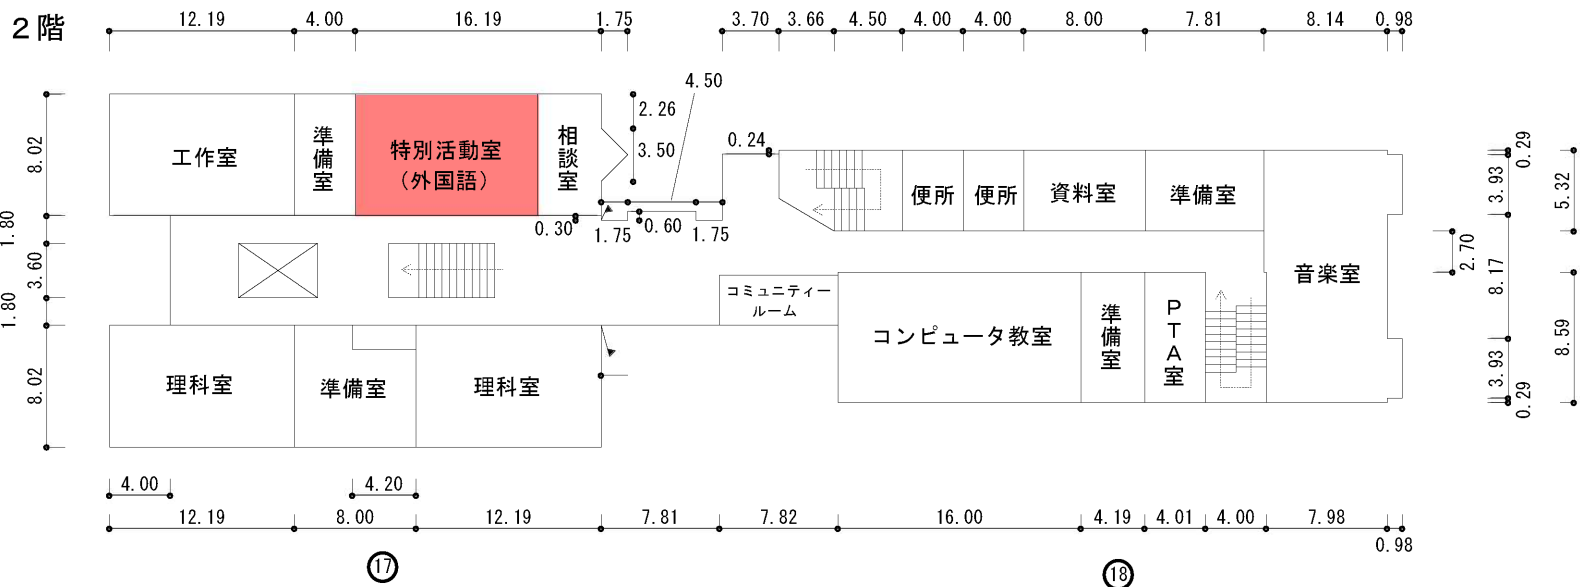 2階
12.19 4.00 16.19 1.75 3.70 3.66 4.50 4.00 4.00 8.00 7.81 8.14 0.98
4.50
2.26
3.50
0.24
8.02
1.80
3.60
1.80
8.02
工作室
準備室
特別活動室
（外国語）
相談室
0.30
1.75
0.60
1.75
便所
便所
資料室
準備室
音楽室
コミュニティー
ルーム
コンピュータ教室
準備室
PTA室
理科室
準備室
理科室
0.29
3.93
5.32
2.70
8.17
8.59
3.93
0.29
4.00 4.20
12.19 8.00 12.19 7.81 7.82 16.00 4.19 4.01 4.00 7.98
0.98
17
18